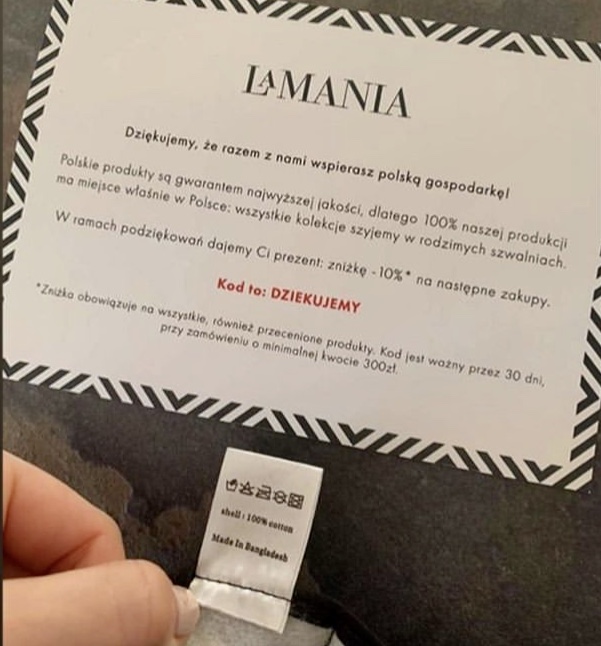 LAMANIA
Dziękujemy, że razem z nami wspierasz polską gospodarkę!
Polskie produkty są gwarantem najwyższej jakości, dlatego 100% naszej produkcji
ma miejsce właśnie w Polsce: wszystkie kolekcje szyjemy w rodzimych szwalniach.
W ramach podziękowań dajemy Ci prezent: zniżkę -10%* na następne zakupy.
Kod to: DZIEKUJEMY
*Zniżka obowiązuje na wszystkie, również przecenione produkty. Kod jest ważny przez 30 dni,
przy zamówieniu o minimalnej kwocie 300zł.
shell : 100% cotton
Made In Bangladesh